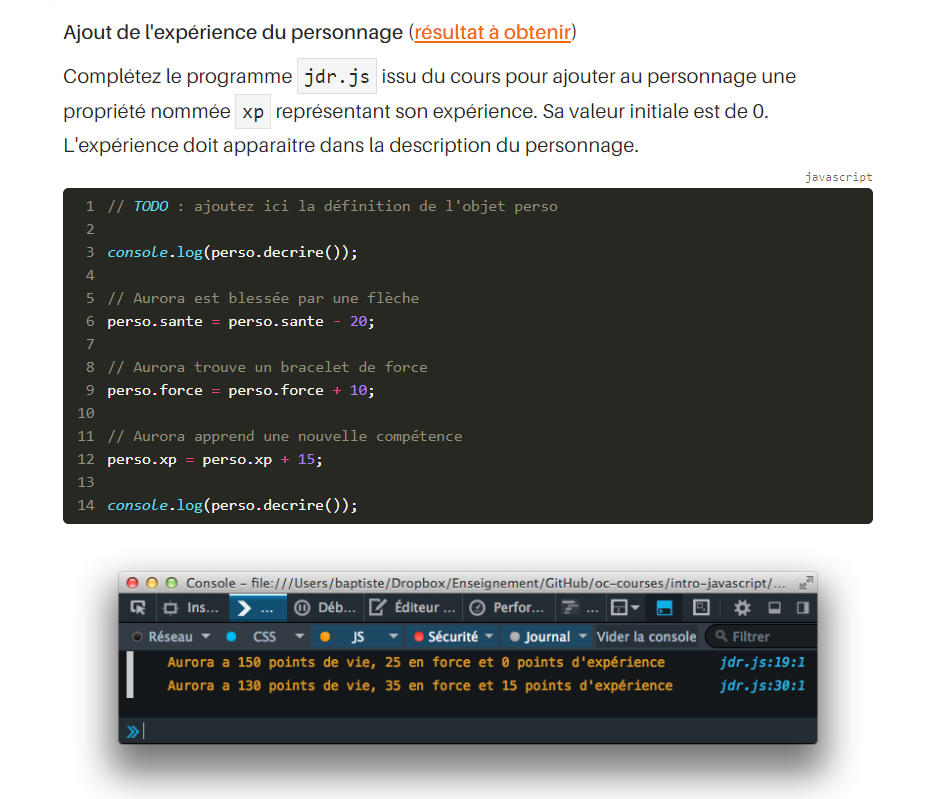 Ajout de l'expérience du personnage (résultat à obtenir)
Complétez le programme jdr.js issu du cours pour ajouter au personnage une
propriété nommée xp représentant son expérience. Sa valeur initiale est de 0.
L'expérience doit apparaître dans la description du personnage.
javascript
1 // TODO : ajoutez ici la définition de l'objet perso
2
3 console.log(perso.decrire());
4
5 // Aurora est blessée par une flèche
6 perso.sante = perso.sante - 20;
7
8 // Aurora trouve un bracelet de force
9 perso.force = perso.force + 10;
10
11 // Aurora apprend une nouvelle compétence
12 perso.xp = perso.xp + 15;
13
14 console.log(perso.decrire());
Console – file:///Users/baptiste/Dropbox/Enseignement/GitHub/oc-courses/intro-javascript/...
Ins... ... Déb... Éditeur ... Perfor... ...
Réseau CSS JS Sécurité Journal Vider la console Filtrer
Aurora a 150 points de vie, 25 en force et 0 points d'expérience jdr.js:19:1
Aurora a 130 points de vie, 35 en force et 15 points d'expérience jdr.js:30:1